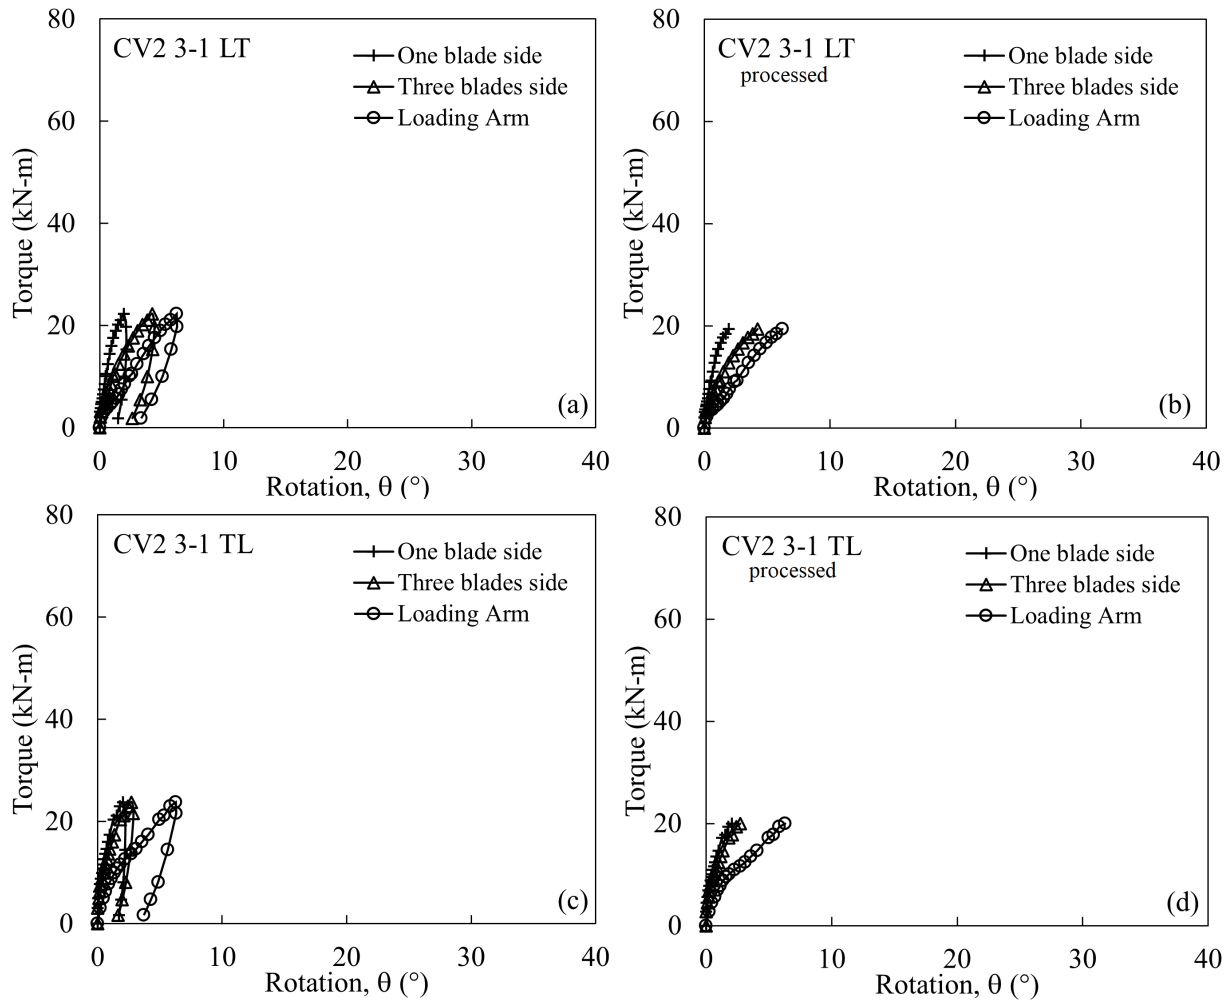 80
CV2 3-1 LT
One blade side
Three blades side
Loading Arm
60
40
20
0
Torque (kN-m)
(a)
0 10 20 30 40
Rotation, θ (°)
80
CV2 3-1 LT
processed
One blade side
Three blades side
Loading Arm
60
40
20
0
Torque (kN-m)
(b)
0 10 20 30 40
Rotation, θ (°)
80
CV2 3-1 TL
One blade side
Three blades side
Loading Arm
60
40
20
0
Torque (kN-m)
(c)
0 10 20 30 40
Rotation, θ (°)
80
CV2 3-1 TL
processed
One blade side
Three blades side
Loading Arm
60
40
20
0
Torque (kN-m)
(d)
0 10 20 30 40
Rotation, θ (°)